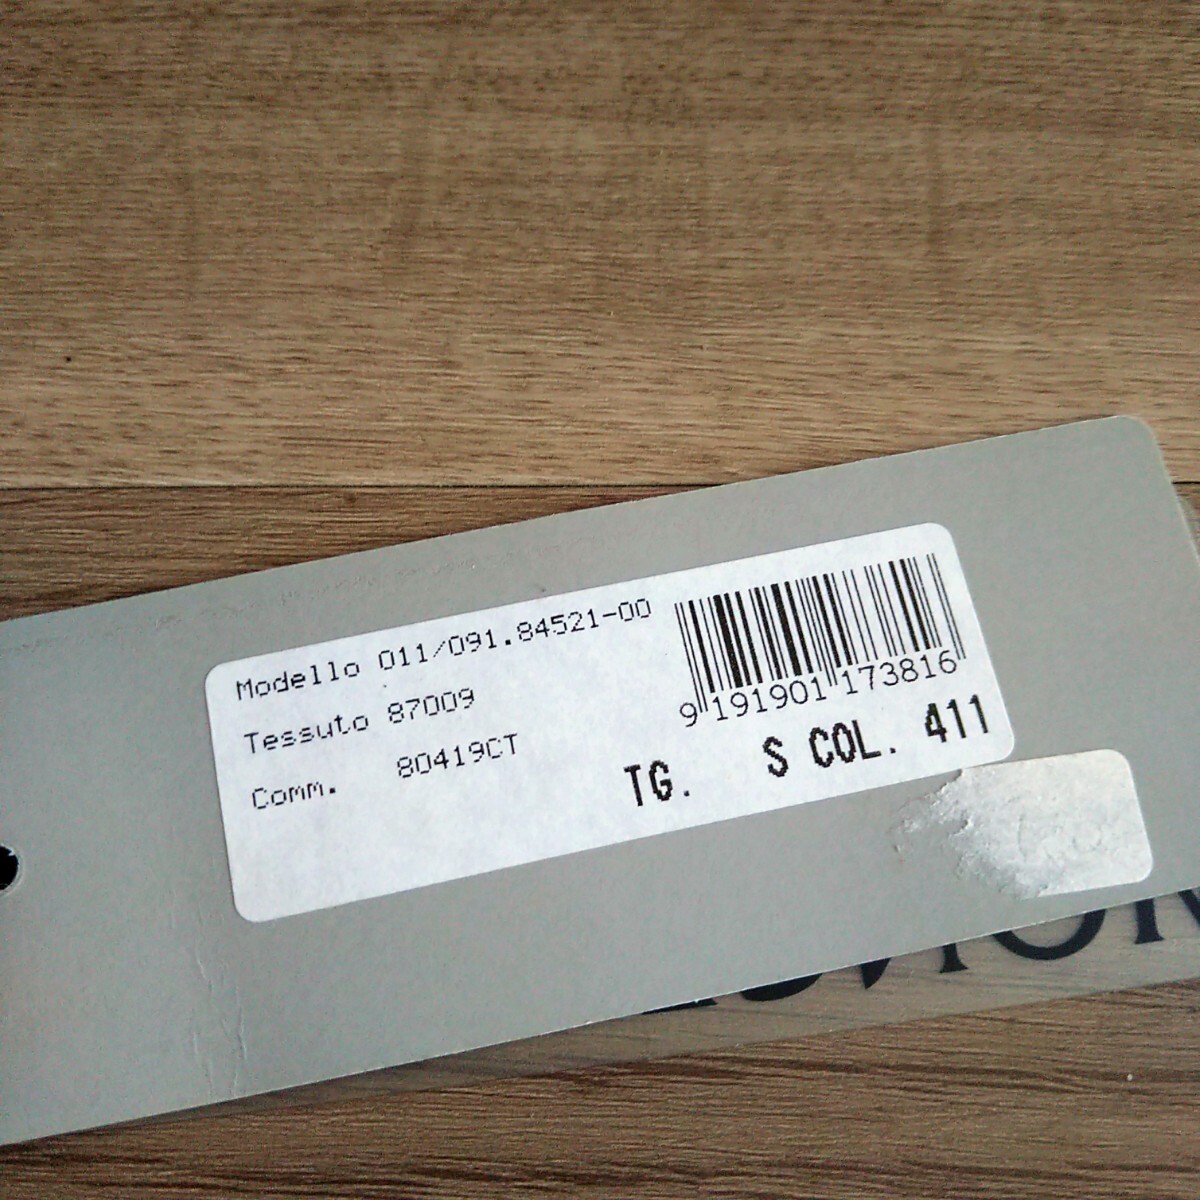 Modello 011/091.84521-00
Tessuto 87009
Comm. 80419CT
9 191901 173816
TG. S COL. 411